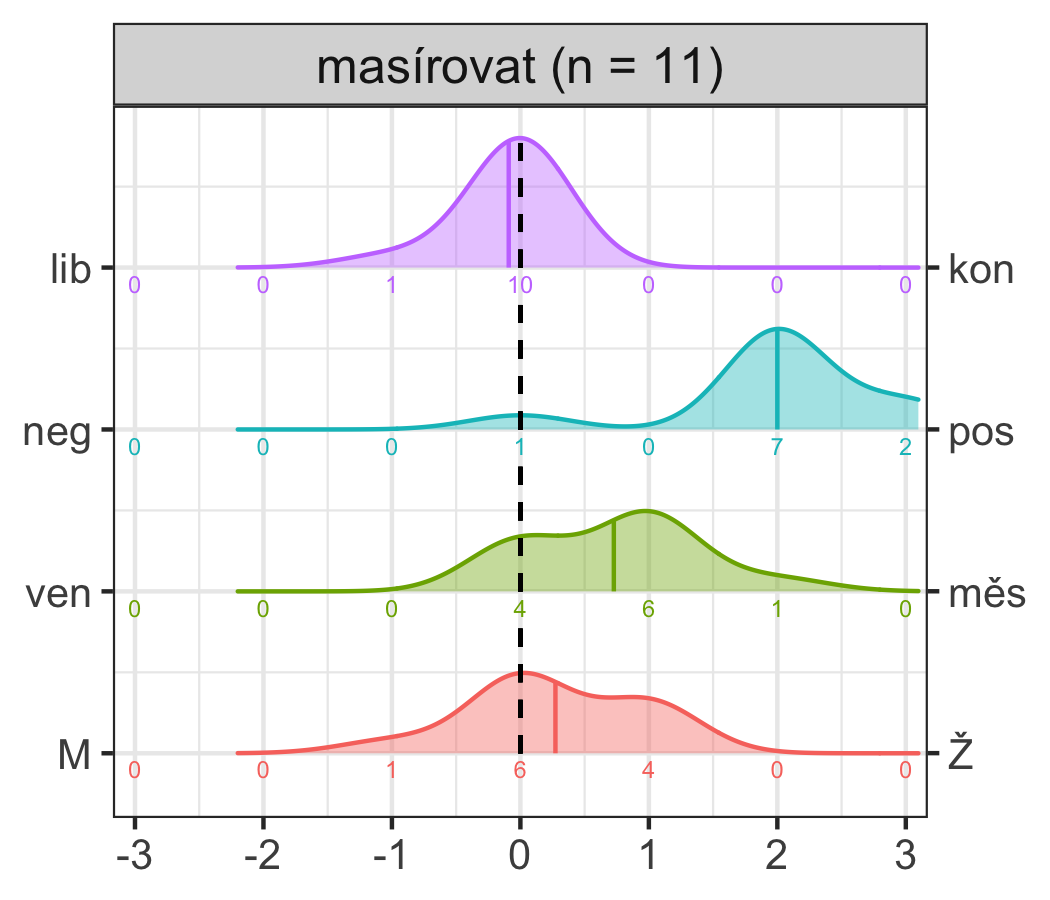 masírovat (n = 11)
lib kon
0 0 1 10 0 0 0
neg pos
0 0 0 1 0 7 2
ven měs
0 0 0 4 6 1 0
M Ž
0 0 1 6 4 0 0
-3 -2 -1 0 1 2 3